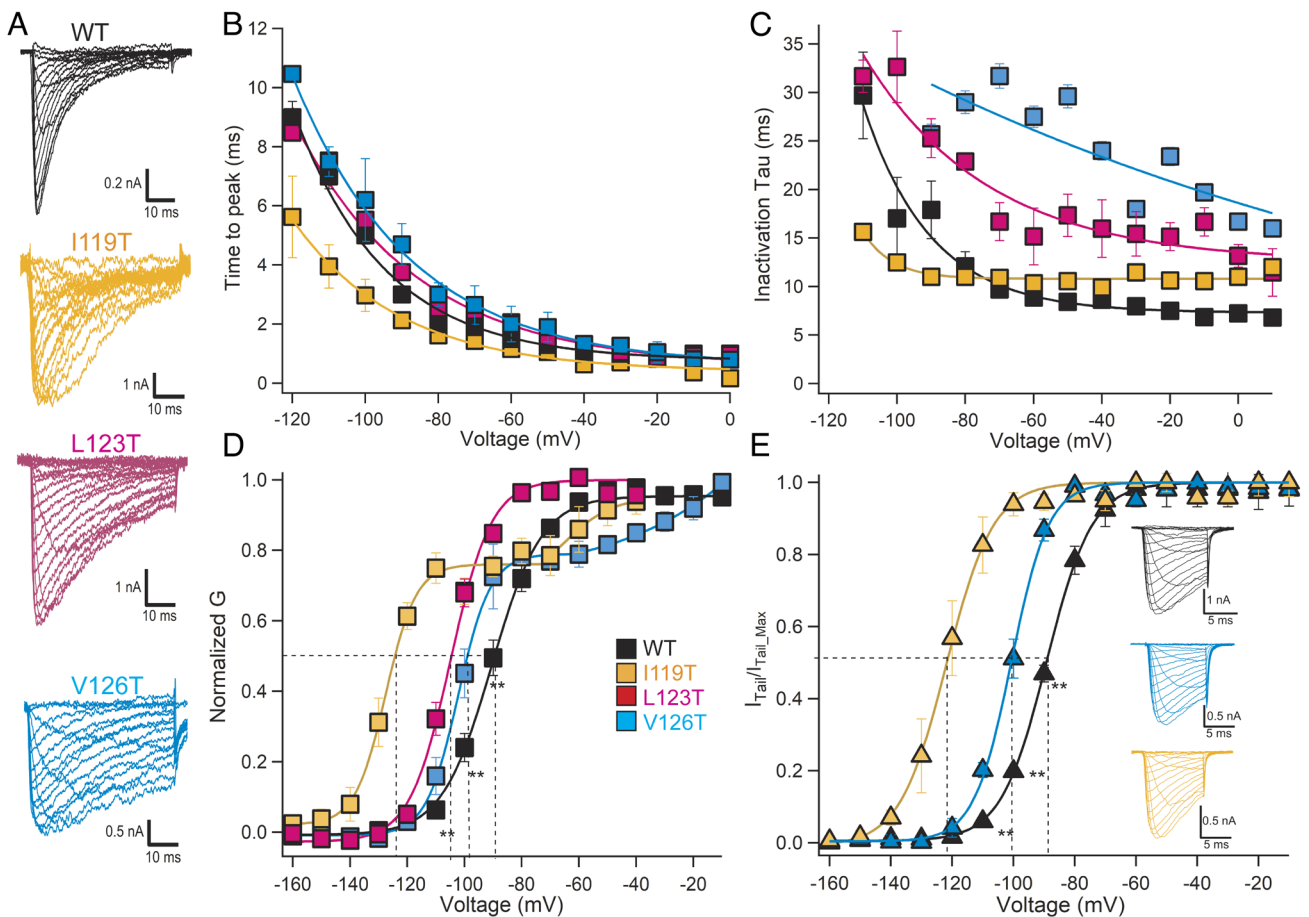 A
WT
0.2 nA
10 ms
I119T
1 nA
10 ms
L123T
1 nA
10 ms
V126T
0.5 nA
10 ms
B
12
10
8
6
4
2
0
Time to peak (ms)
-120
-100
-80
-60
-40
-20
0
Voltage (mV)
C
35
30
25
20
15
10
5
0
Inactivation Tau (ms)
-120
-100
-80
-60
-40
-20
0
Voltage (mV)
D
1.0
0.8
0.6
0.4
0.2
0.0
Normalized G
WT
I119T
L123T
V126T
**
**
**
-160
-140
-120
-100
-80
-60
-40
-20
Voltage (mV)
E
1.0
0.8
0.6
0.4
0.2
0.0
ITail/ITail_Max
**
**
**
1 nA
5 ms
0.5 nA
5 ms
0.5 nA
5 ms
-160
-140
-120
-100
-80
-60
-40
-20
Voltage (mV)